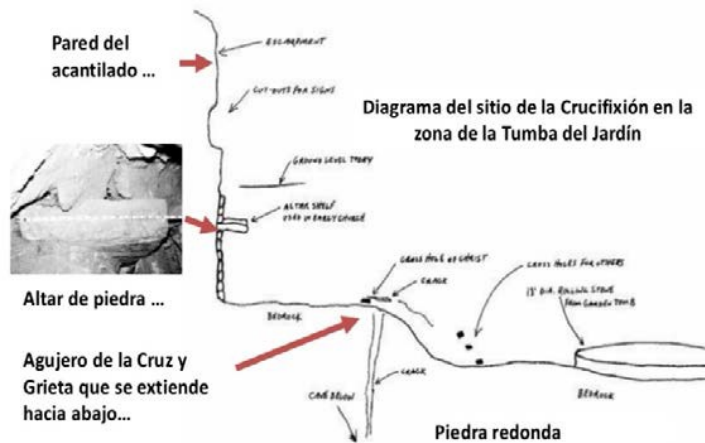 Pared del
acantilado ...
ESCARPMENT
CUT-OUTS FOR SIGNS
Diagrama del sitio de la Crucifixión en la
zona de la Tumba del Jardín
GROUND LEVEL TODAY
ALTAR SHELF
USED IN EARLY CHURCH
Altar de piedra ...
CROSS HOLE OF CHRIST
CRACK
CROSS HOLES FOR OTHERS
13' DIA. ROLLING STONE
FROM GARDEN TOMB
BEDROCK
Agujero de la Cruz y
Grieta que se extiende
hacia abajo...
CRACK
CAVE BELOW
BEDROCK
Piedra redonda